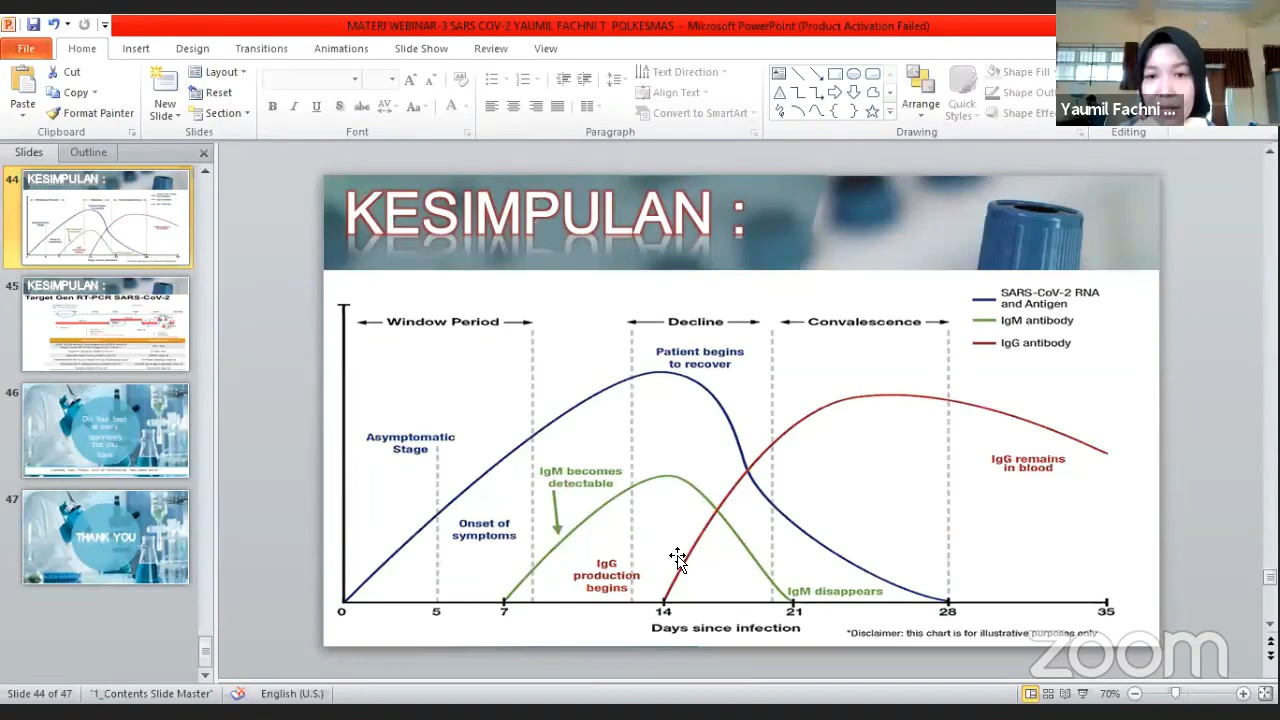 MATERI WEBINAR-3 SARS COV-2 YAUMIL FACHNI T POLKESMAS - Microsoft PowerPoint (Product Activation Failed)
File Home Insert Design Transitions Animations Slide Show Review View
Cut
Copy
Format Painter
Paste
Clipboard
New
Slide
Layout
Reset
Section
Slides
B I U S abc AV Aa A
Font
Text Direction
Align Text
Convert to SmartArt
Paragraph
Arrange
Quick
Styles
Shape Fill
Shape Out
Shape Effe
Drawing
Editing
Yaumil Fachni ...
Slides Outline
44
KESIMPULAN :
45
KESIMPULAN :
Target Gen RT-PCR SARS-CoV-2
46
47
THANK YOU
KESIMPULAN :
SARS-CoV-2 RNA
and Antigen
IgM antibody
IgG antibody
Window Period
Decline
Convalescence
Patient begins
to recover
Asymptomatic
Stage
Onset of
symptoms
IgM becomes
detectable
IgG
production
begins
IgM disappears
IgG remains
in blood
0 5 7 14 21 28 35
Days since infection
*Disclaimer: this chart is for illustrative purposes only
zoom
Slide 44 of 47
"1_Contents Slide Master"
English (U.S.)
70%